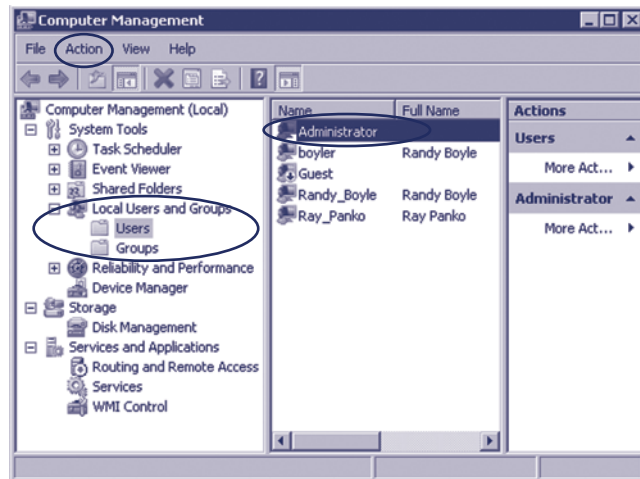 Computer Management
File Action View Help
Computer Management (Local)
System Tools
Task Scheduler
Event Viewer
Shared Folders
Local Users and Groups
Users
Groups
Reliability and Performance
Device Manager
Storage
Disk Management
Services and Applications
Routing and Remote Access
Services
WMI Control
Name Full Name
Administrator
boyler Randy Boyle
Guest
Randy_Boyle Randy Boyle
Ray_Panko Ray Panko
Actions
Users
More Act...
Administrator
More Act...